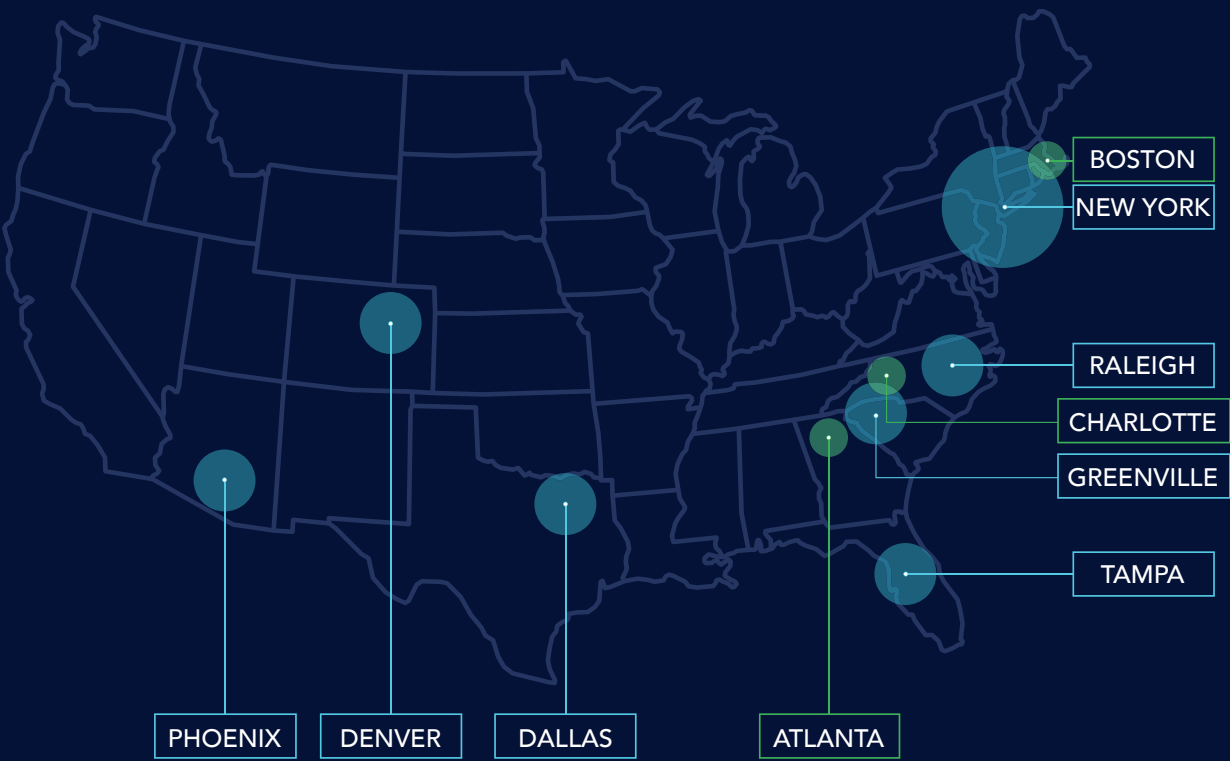 BOSTON
NEW YORK
RALEIGH
CHARLOTTE
GREENVILLE
TAMPA
PHOENIX
DENVER
DALLAS
ATLANTA